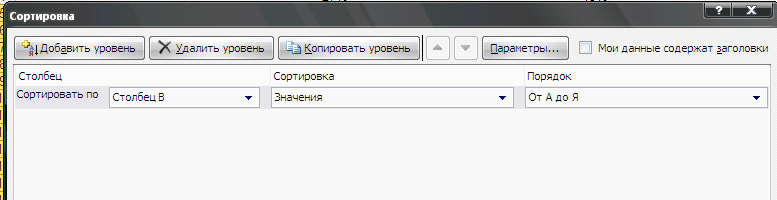 Сортировка
Добавить уровень Удалить уровень Копировать уровень Параметры... Мои данные содержат заголовки
Столбец Сортировка Порядок
Сортировать по Столбец B Значения От А до Я